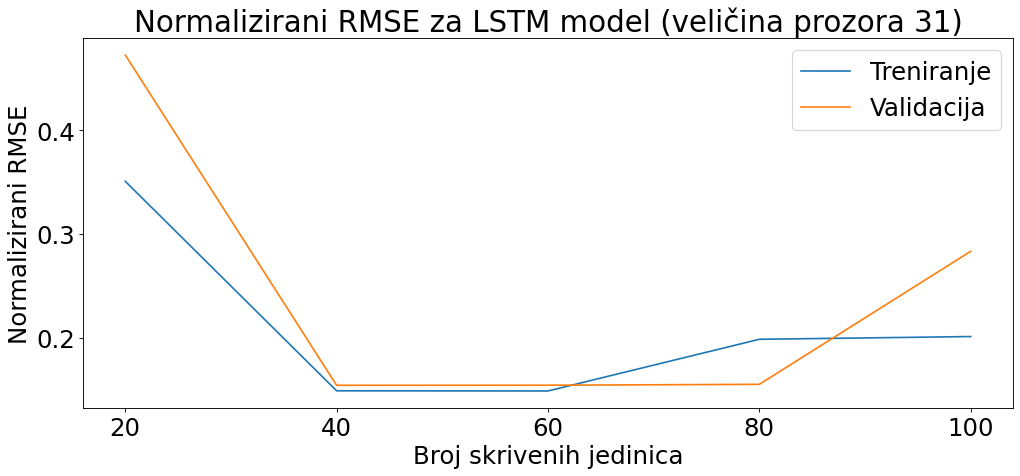 Normalizirani RMSE za LSTM model (veličina prozora 31)
Treniranje
Validacija
Normalizirani RMSE
0.4
0.3
0.2
20 40 60 80 100
Broj skrivenih jedinica